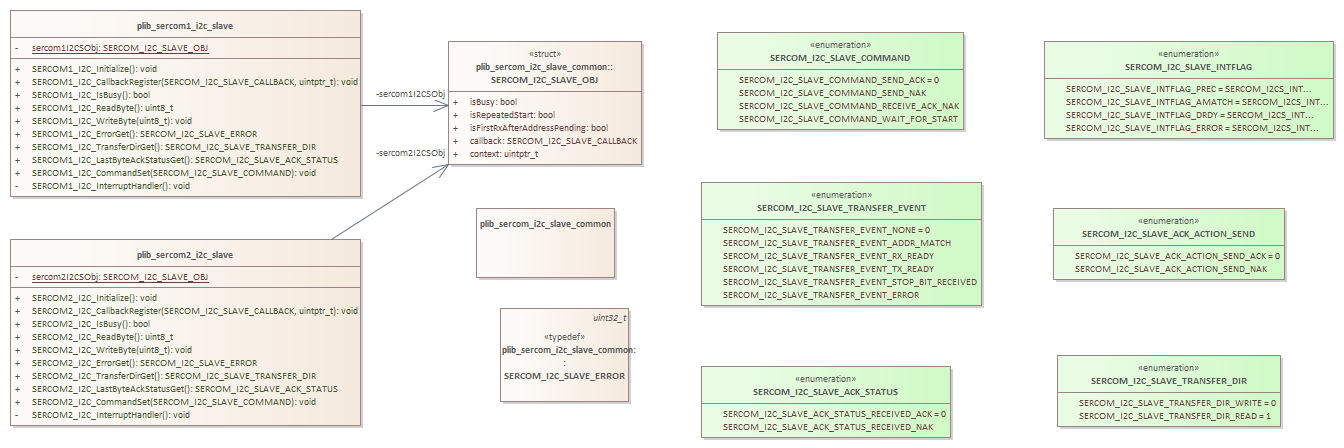 plib_sercom1_i2c_slave
- sercom1I2CSObj: SERCOM_I2C_SLAVE_OBJ
+ SERCOM1_I2C_Initialize(): void
+ SERCOM1_I2C_CallbackRegister(SERCOM_I2C_SLAVE_CALLBACK, uintptr_t): void
+ SERCOM1_I2C_IsBusy(): bool
+ SERCOM1_I2C_ReadByte(): uint8_t
+ SERCOM1_I2C_WriteByte(uint8_t): void
+ SERCOM1_I2C_ErrorGet(): SERCOM_I2C_SLAVE_ERROR
+ SERCOM1_I2C_TransferDirGet(): SERCOM_I2C_SLAVE_TRANSFER_DIR
+ SERCOM1_I2C_LastByteAckStatusGet(): SERCOM_I2C_SLAVE_ACK_STATUS
+ SERCOM1_I2C_CommandSet(SERCOM_I2C_SLAVE_COMMAND): void
- SERCOM1_I2C_InterruptHandler(): void
plib_sercom2_i2c_slave
- sercom2I2CSObj: SERCOM_I2C_SLAVE_OBJ
+ SERCOM2_I2C_Initialize(): void
+ SERCOM2_I2C_CallbackRegister(SERCOM_I2C_SLAVE_CALLBACK, uintptr_t): void
+ SERCOM2_I2C_IsBusy(): bool
+ SERCOM2_I2C_ReadByte(): uint8_t
+ SERCOM2_I2C_WriteByte(uint8_t): void
+ SERCOM2_I2C_ErrorGet(): SERCOM_I2C_SLAVE_ERROR
+ SERCOM2_I2C_TransferDirGet(): SERCOM_I2C_SLAVE_TRANSFER_DIR
+ SERCOM2_I2C_LastByteAckStatusGet(): SERCOM_I2C_SLAVE_ACK_STATUS
+ SERCOM2_I2C_CommandSet(SERCOM_I2C_SLAVE_COMMAND): void
- SERCOM2_I2C_InterruptHandler(): void
-sercom1I2CSObj
-sercom2I2CSObj
«struct»
plib_sercom_i2c_slave_common::
SERCOM_I2C_SLAVE_OBJ
+ isBusy: bool
+ isRepeatedStart: bool
+ isFirstRxAfterAddressPending: bool
+ callback: SERCOM_I2C_SLAVE_CALLBACK
+ context: uintptr_t
plib_sercom_i2c_slave_common
uint32_t
«typedef»
plib_sercom_i2c_slave_common:
:
SERCOM_I2C_SLAVE_ERROR
«enumeration»
SERCOM_I2C_SLAVE_COMMAND
SERCOM_I2C_SLAVE_COMMAND_SEND_ACK = 0
SERCOM_I2C_SLAVE_COMMAND_SEND_NAK
SERCOM_I2C_SLAVE_COMMAND_RECEIVE_ACK_NAK
SERCOM_I2C_SLAVE_COMMAND_WAIT_FOR_START
«enumeration»
SERCOM_I2C_SLAVE_TRANSFER_EVENT
SERCOM_I2C_SLAVE_TRANSFER_EVENT_NONE = 0
SERCOM_I2C_SLAVE_TRANSFER_EVENT_ADDR_MATCH
SERCOM_I2C_SLAVE_TRANSFER_EVENT_RX_READY
SERCOM_I2C_SLAVE_TRANSFER_EVENT_TX_READY
SERCOM_I2C_SLAVE_TRANSFER_EVENT_STOP_BIT_RECEIVED
SERCOM_I2C_SLAVE_TRANSFER_EVENT_ERROR
«enumeration»
SERCOM_I2C_SLAVE_ACK_STATUS
SERCOM_I2C_SLAVE_ACK_STATUS_RECEIVED_ACK = 0
SERCOM_I2C_SLAVE_ACK_STATUS_RECEIVED_NAK
«enumeration»
SERCOM_I2C_SLAVE_INTFLAG
SERCOM_I2C_SLAVE_INTFLAG_PREC = SERCOM_I2CS_INT...
SERCOM_I2C_SLAVE_INTFLAG_AMATCH = SERCOM_I2CS_INT...
SERCOM_I2C_SLAVE_INTFLAG_DRDY = SERCOM_I2CS_INT...
SERCOM_I2C_SLAVE_INTFLAG_ERROR = SERCOM_I2CS_INT...
«enumeration»
SERCOM_I2C_SLAVE_ACK_ACTION_SEND
SERCOM_I2C_SLAVE_ACK_ACTION_SEND_ACK = 0
SERCOM_I2C_SLAVE_ACK_ACTION_SEND_NAK
«enumeration»
SERCOM_I2C_SLAVE_TRANSFER_DIR
SERCOM_I2C_SLAVE_TRANSFER_DIR_WRITE = 0
SERCOM_I2C_SLAVE_TRANSFER_DIR_READ = 1